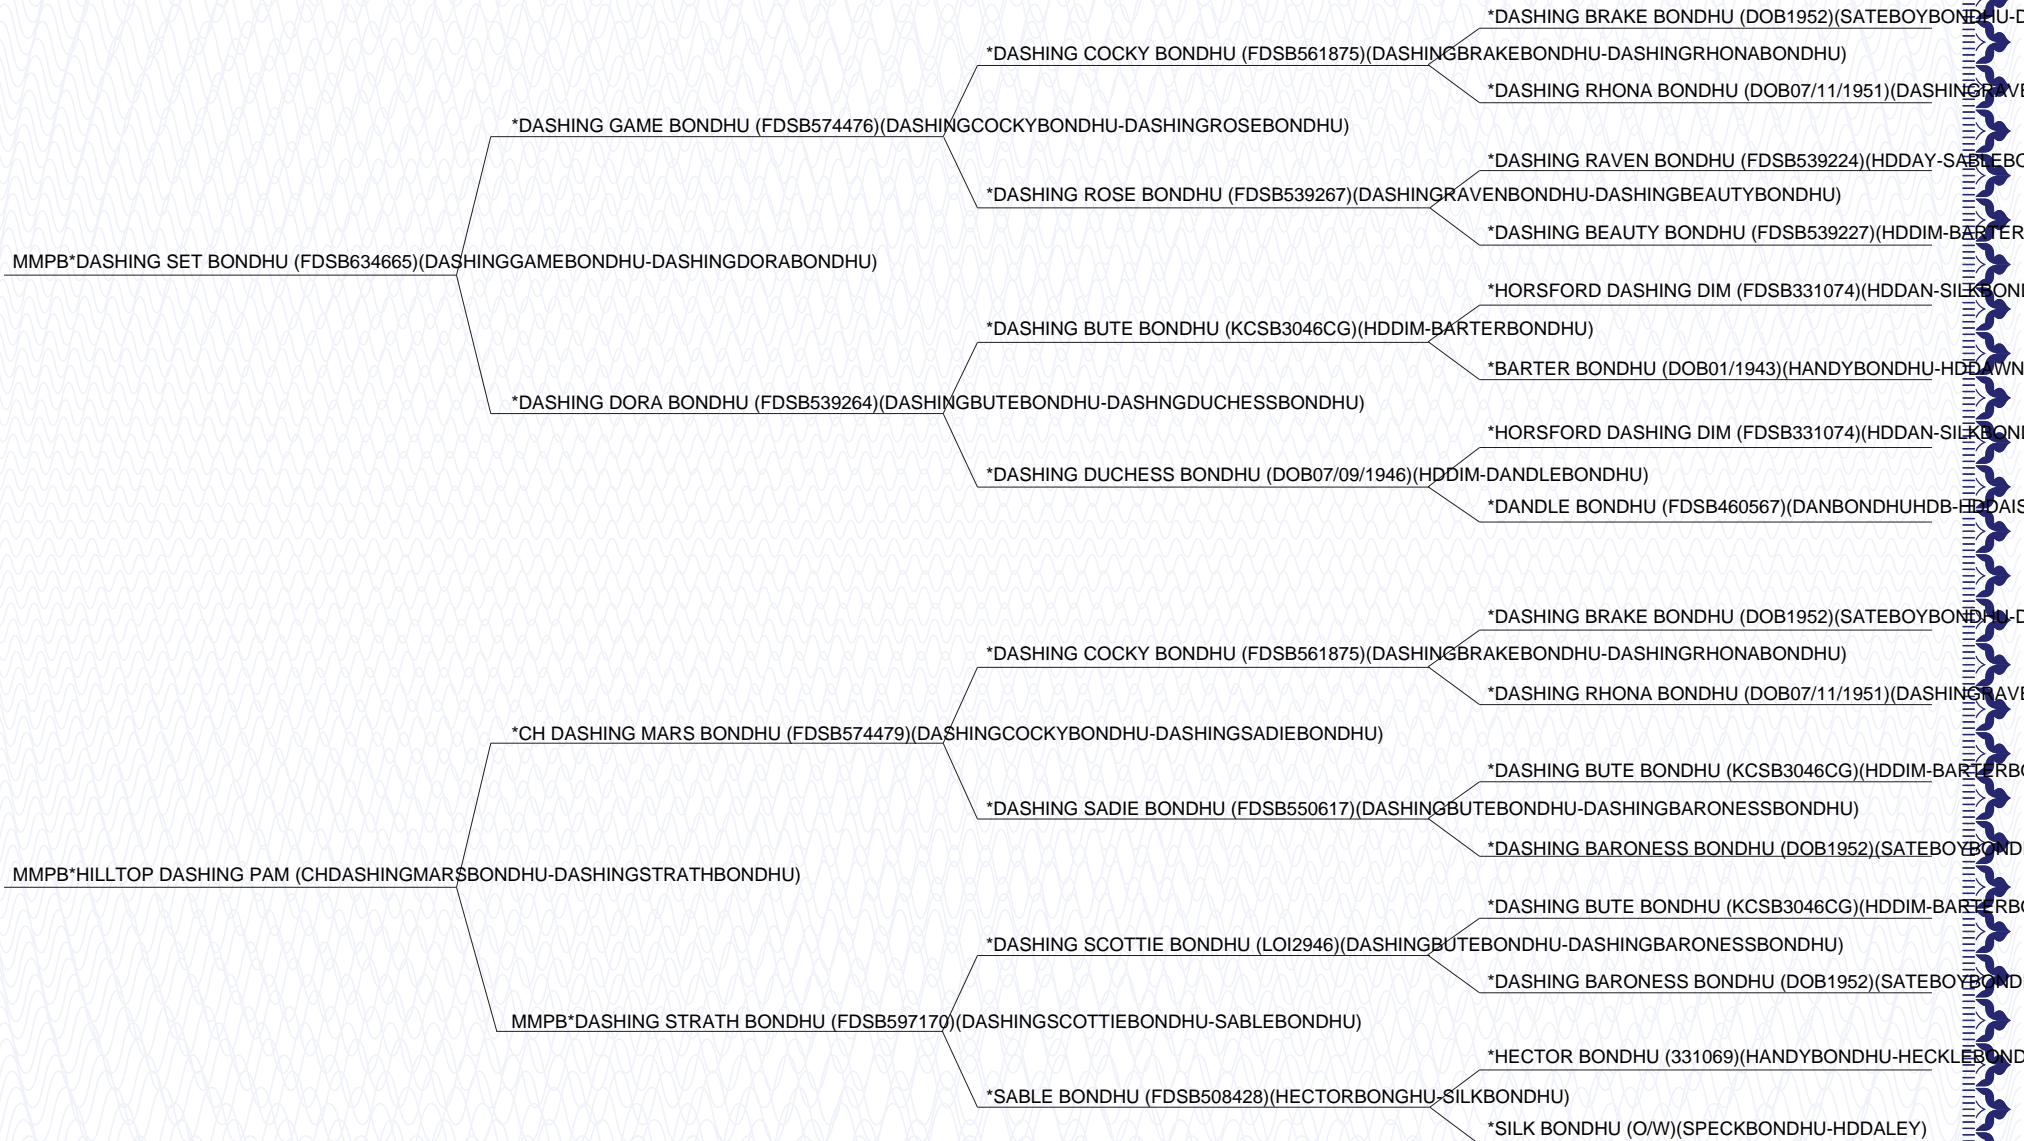 *DASHING BRAKE BONDHU (DOB1952)(SATEBOYBONDHU-D
*DASHING COCKY BONDHU (FDSB561875)(DASHINGBRAKEBONDHU-DASHINGRHONABONDHU)
*DASHING RHONA BONDHU (DOB07/11/1951)(DASHINGRAVE
*DASHING GAME BONDHU (FDSB574476)(DASHINGCOCKYBONDHU-DASHINGROSEBONDHU)
*DASHING RAVEN BONDHU (FDSB539224)(HDDAY-SABLEBO
*DASHING ROSE BONDHU (FDSB539267)(DASHINGRAVENBONDHU-DASHINGBEAUTYBONDHU)
*DASHING BEAUTY BONDHU (FDSB539227)(HDDIM-BARTER
MMPB*DASHING SET BONDHU (FDSB634665)(DASHINGGAMEBONDHU-DASHINGDORABONDHU)
*HORSFORD DASHING DIM (FDSB331074)(HDDAN-SILKBOND
*DASHING BUTE BONDHU (KCSB3046CG)(HDDIM-BARTERBONDHU)
*BARTER BONDHU (DOB01/1943)(HANDYBONDHU-HDDAWN
*DASHING DORA BONDHU (FDSB539264)(DASHINGBUTEBONDHU-DASHNGDUCHESSBONDHU)
*HORSFORD DASHING DIM (FDSB331074)(HDDAN-SILKBOND
*DASHING DUCHESS BONDHU (DOB07/09/1946)(HDDIM-DANDLEBONDHU)
*DANDLE BONDHU (FDSB460567)(DANBONDHUHDB-HDDAIS
*DASHING BRAKE BONDHU (DOB1952)(SATEBOYBONDHU-D
*DASHING COCKY BONDHU (FDSB561875)(DASHINGBRAKEBONDHU-DASHINGRHONABONDHU)
*DASHING RHONA BONDHU (DOB07/11/1951)(DASHINGRAVE
*CH DASHING MARS BONDHU (FDSB574479)(DASHINGCOCKYBONDHU-DASHINGSADIEBONDHU)
*DASHING BUTE BONDHU (KCSB3046CG)(HDDIM-BARTERBO
*DASHING SADIE BONDHU (FDSB550617)(DASHINGBUTEBONDHU-DASHINGBARONESSBONDHU)
*DASHING BARONESS BONDHU (DOB1952)(SATEBOYBOND
MMPB*HILLTOP DASHING PAM (CHDASHINGMARSBONDHU-DASHINGSTRATHBONDHU)
*DASHING BUTE BONDHU (KCSB3046CG)(HDDIM-BARTERBO
*DASHING SCOTTIE BONDHU (LOI2946)(DASHINGBUTEBONDHU-DASHINGBARONESSBONDHU)
*DASHING BARONESS BONDHU (DOB1952)(SATEBOYBOND
MMPB*DASHING STRATH BONDHU (FDSB597170)(DASHINGSCOTTIEBONDHU-SABLEBONDHU)
*HECTOR BONDHU (331069)(HANDYBONDHU-HECKLEBOND
*SABLE BONDHU (FDSB508428)(HECTORBONGHU-SILKBONDHU)
*SILK BONDHU (O/W)(SPECKBONDHU-HDDALEY)